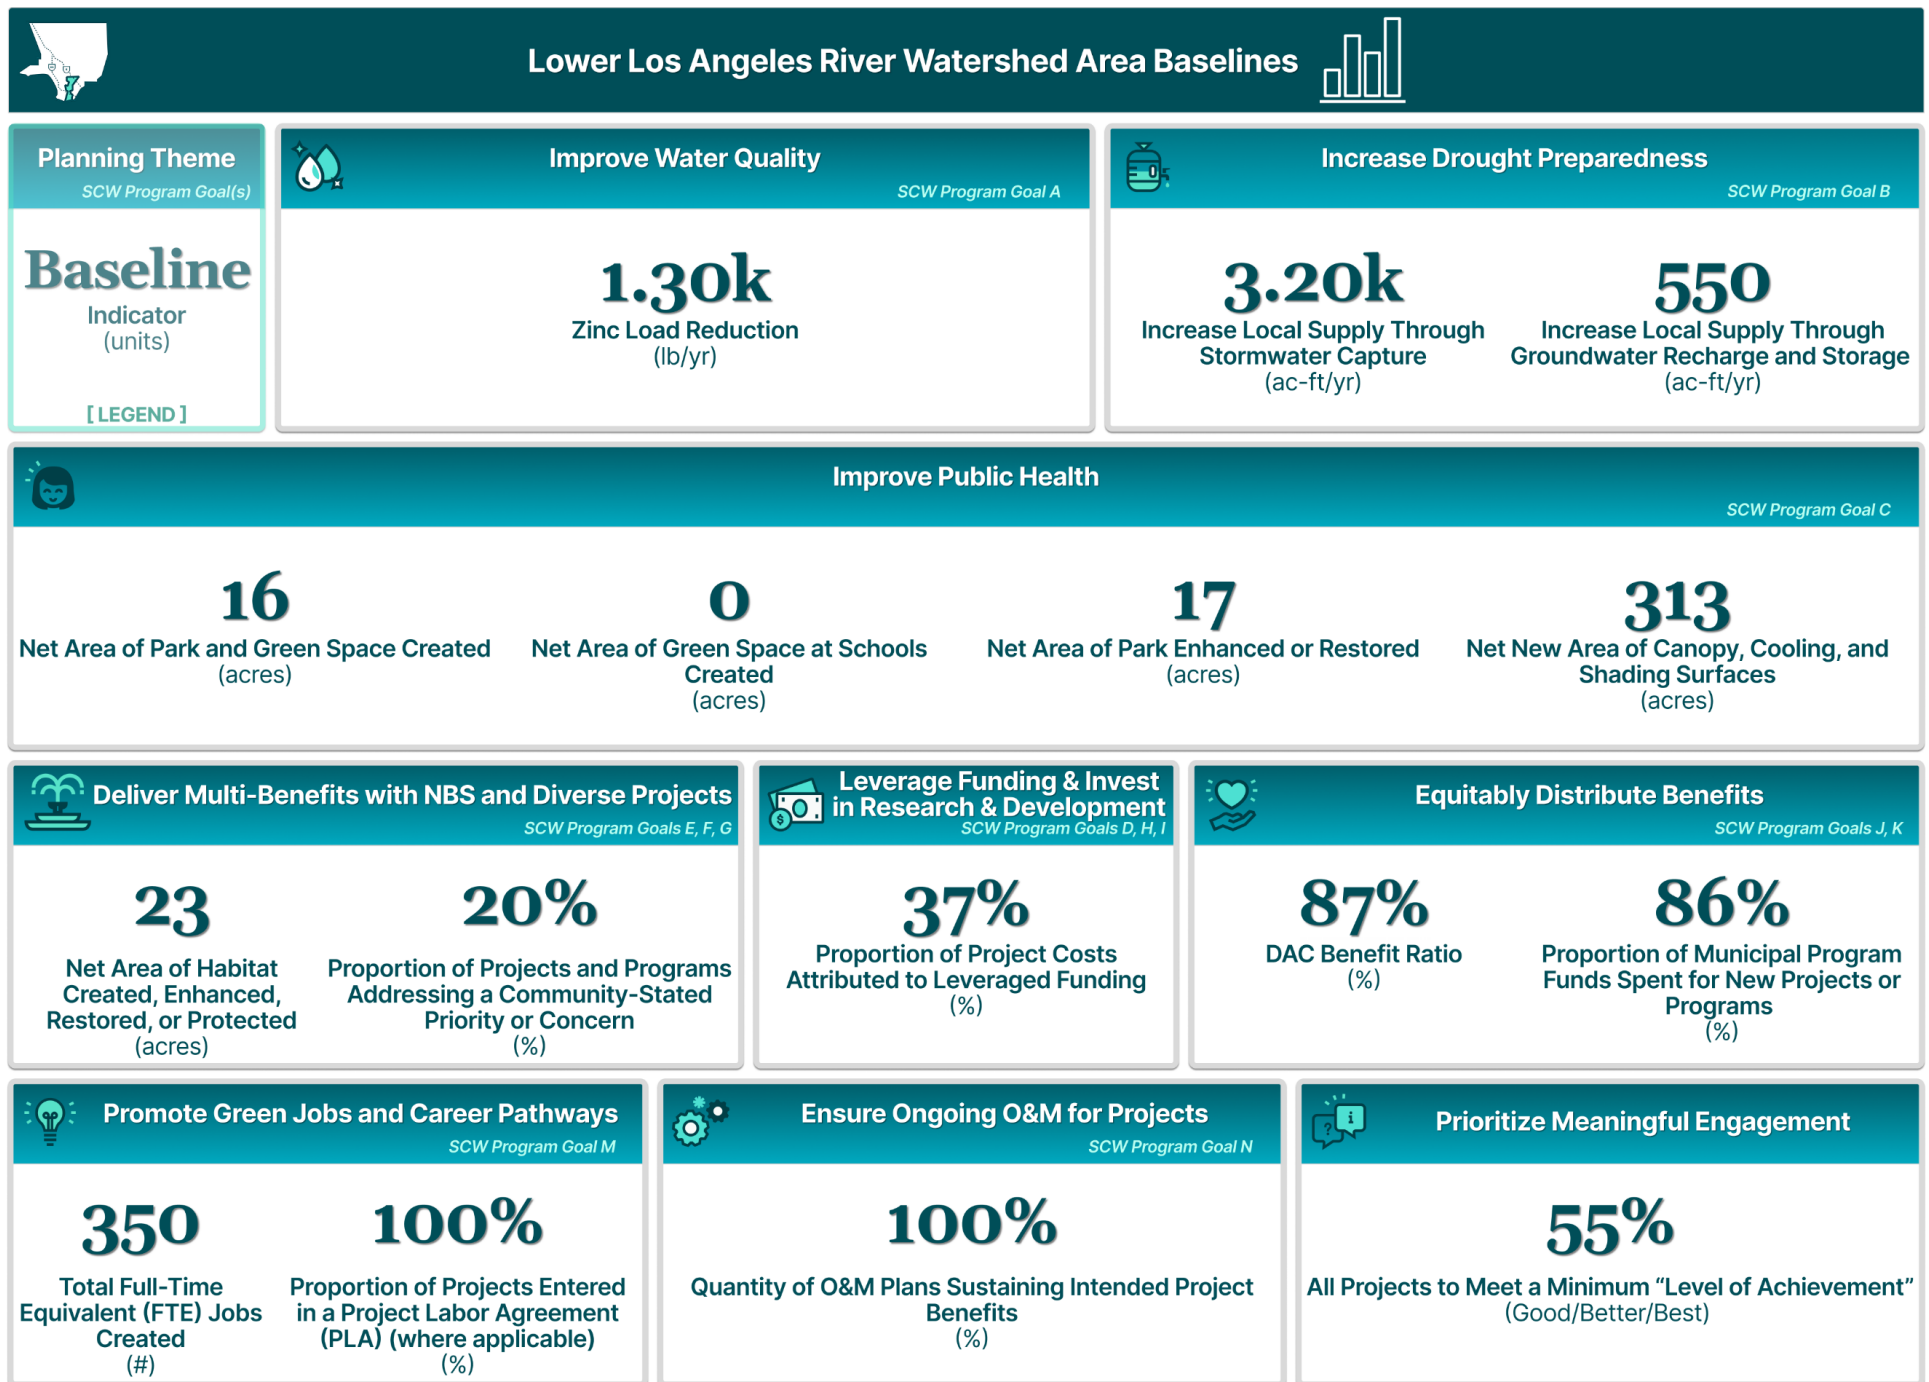 Lower Los Angeles River Watershed Area Baselines
Planning Theme
SCW Program Goal(s)
Baseline
Indicator
(units)
[ LEGEND ]
Improve Water Quality
SCW Program Goal A
1.30k
Zinc Load Reduction
(lb/yr)
Increase Drought Preparedness
SCW Program Goal B
3.20k
Increase Local Supply Through
Stormwater Capture
(ac-ft/yr)
550
Increase Local Supply Through
Groundwater Recharge and Storage
(ac-ft/yr)
Improve Public Health
SCW Program Goal C
16
Net Area of Park and Green Space Created
(acres)
0
Net Area of Green Space at Schools
Created
(acres)
17
Net Area of Park Enhanced or Restored
(acres)
313
Net New Area of Canopy, Cooling, and
Shading Surfaces
(acres)
Deliver Multi-Benefits with NBS and Diverse Projects
SCW Program Goals E, F, G
23
Net Area of Habitat
Created, Enhanced,
Restored, or Protected
(acres)
20%
Proportion of Projects and Programs
Addressing a Community-Stated
Priority or Concern
(%)
Leverage Funding & Invest
in Research & Development
SCW Program Goals D, H, I
37%
Proportion of Project Costs
Attributed to Leveraged Funding
(%)
Equitably Distribute Benefits
SCW Program Goals J, K
87%
DAC Benefit Ratio
(%)
86%
Proportion of Municipal Program
Funds Spent for New Projects or
Programs
(%)
Promote Green Jobs and Career Pathways
SCW Program Goal M
350
Total Full-Time
Equivalent (FTE) Jobs
Created
(#)
100%
Proportion of Projects Entered
in a Project Labor Agreement
(PLA) (where applicable)
(%)
Ensure Ongoing O&M for Projects
SCW Program Goal N
100%
Quantity of O&M Plans Sustaining Intended Project
Benefits
(%)
Prioritize Meaningful Engagement
55%
All Projects to Meet a Minimum “Level of Achievement”
(Good/Better/Best)